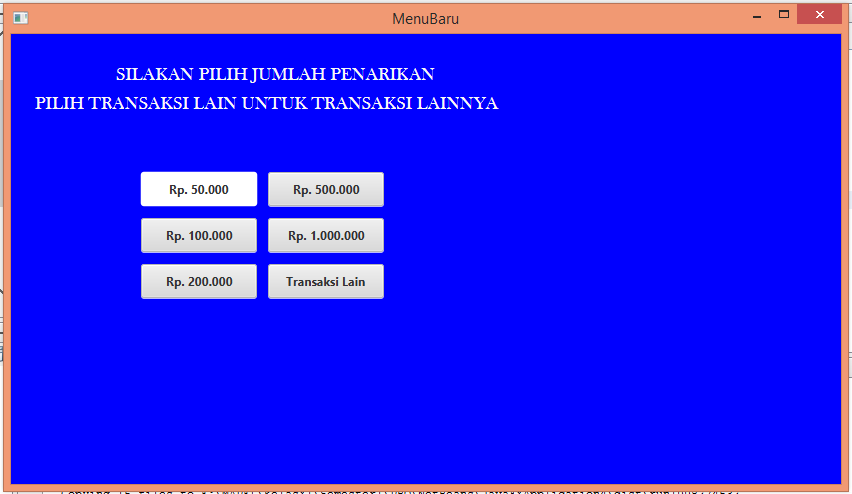 MenuBaru
SILAKAN PILIH JUMLAH PENARIKAN
PILIH TRANSAKSI LAIN UNTUK TRANSAKSI LAINNYA
Rp. 50.000
Rp. 500.000
Rp. 100.000
Rp. 1.000.000
Rp. 200.000
Transaksi Lain